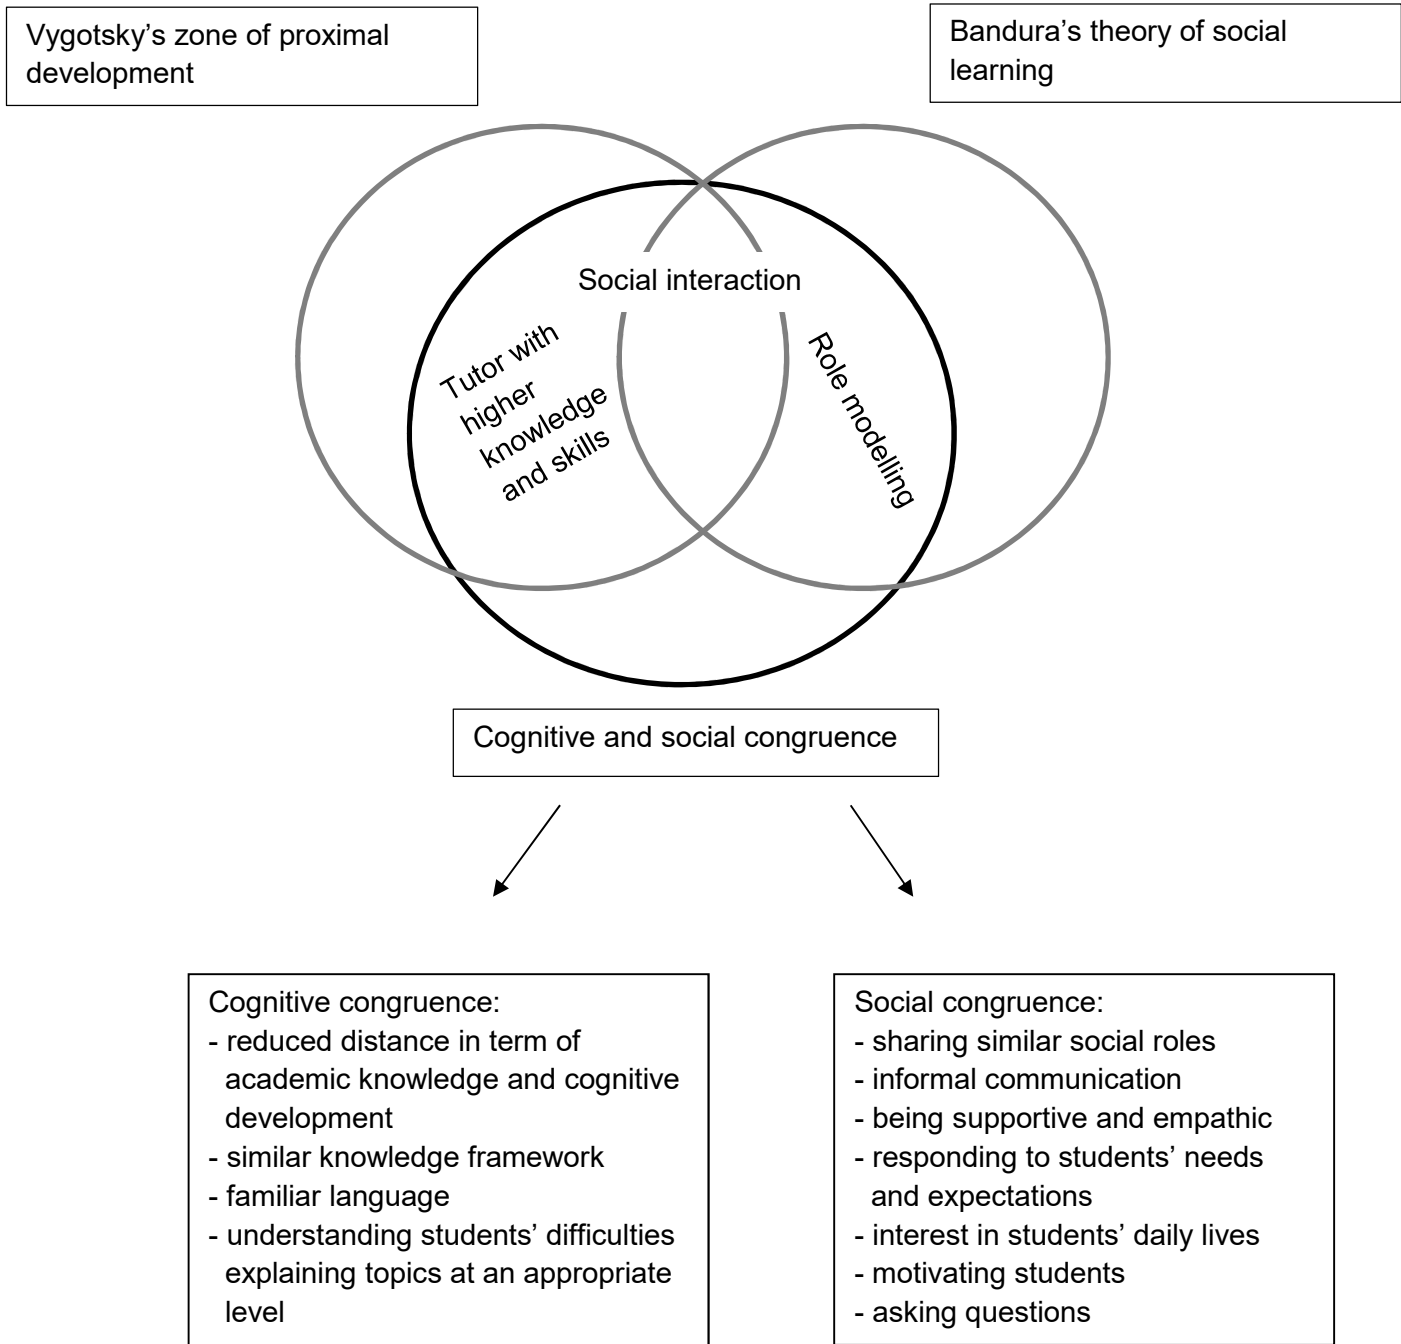 Vygotsky’s zone of proximal
development
Bandura’s theory of social
learning
Social interaction
Tutor with
higher
knowledge
and skills
Role modelling
Cognitive and social congruence
Cognitive congruence:
- reduced distance in term of
academic knowledge and cognitive
development
- similar knowledge framework
- familiar language
- understanding students’ difficulties
explaining topics at an appropriate
level
Social congruence:
- sharing similar social roles
- informal communication
- being supportive and empathic
- responding to students’ needs
and expectations
- interest in students’ daily lives
- motivating students
- asking questions